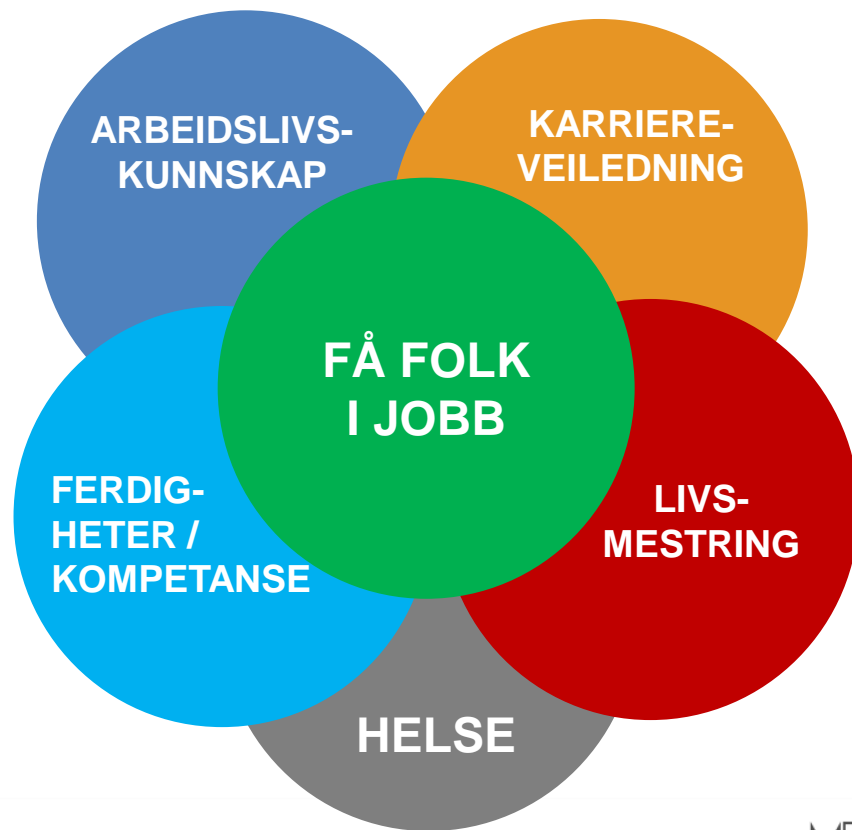 ARBEIDSLIVS-
KUNNSKAP
KARRIERE-
VEILEDNING
FÅ FOLK
I JOBB
FERDIG-
HETER /
KOMPETANSE
LIVS-
MESTRING
HELSE